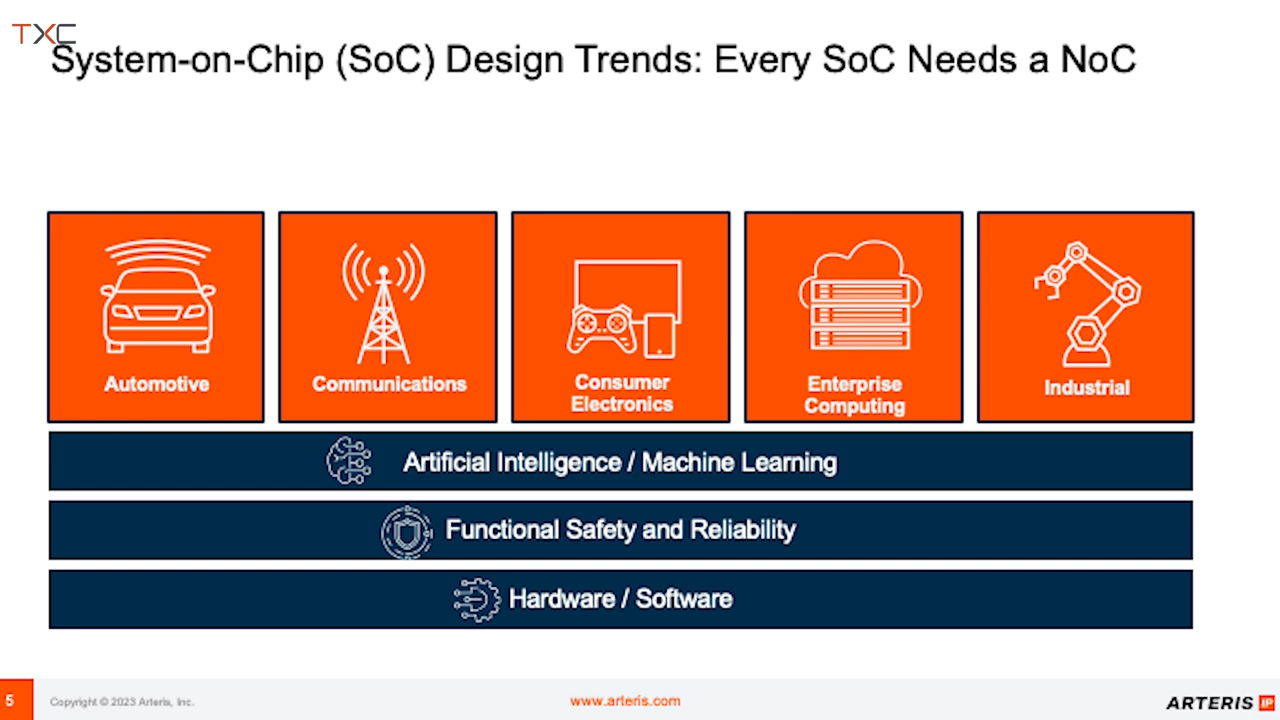 TXC
System-on-Chip (SoC) Design Trends: Every SoC Needs a NoC
Automotive
Communications
Consumer
Electronics
Enterprise
Computing
Industrial
Artificial Intelligence / Machine Learning
Functional Safety and Reliability
Hardware / Software
5
Copyright © 2023 Arteris, Inc.
www.arteris.com
ARTERIS IP